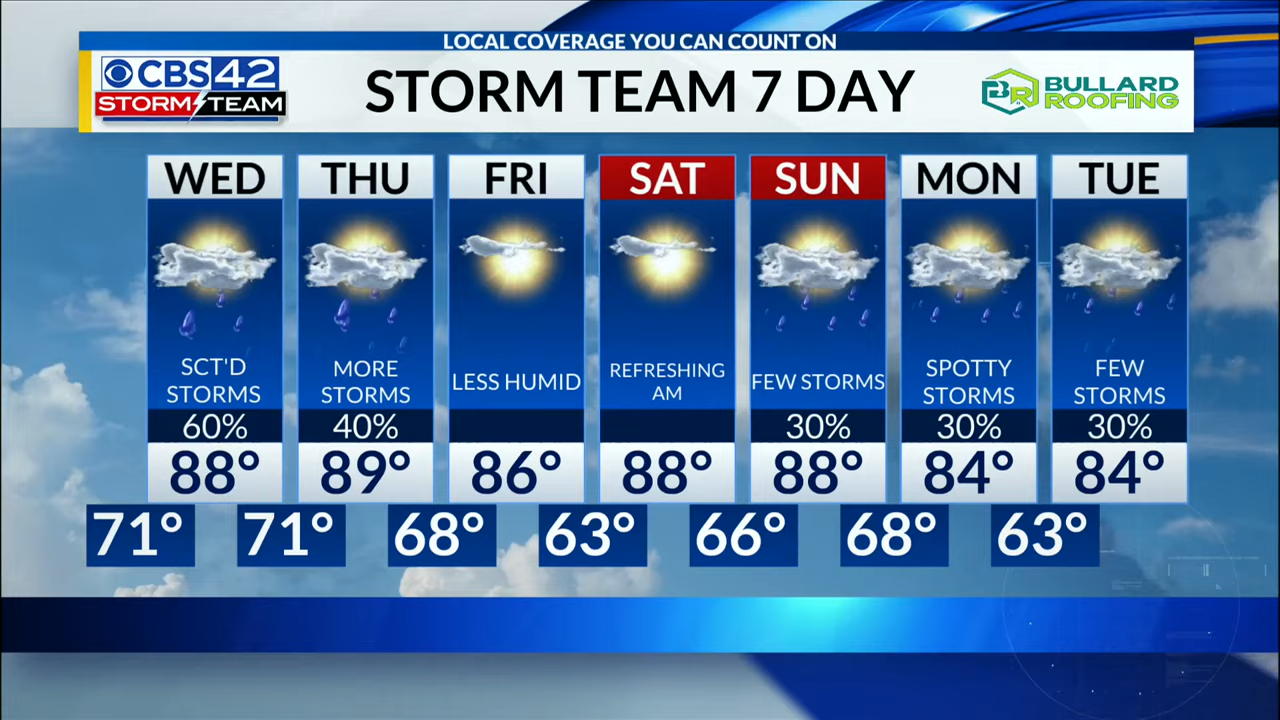 LOCAL COVERAGE YOU CAN COUNT ON
CBS42
STORM TEAM
STORM TEAM 7 DAY
BR
BULLARD
ROOFING
WED THU FRI SAT SUN MON TUE
SCT'D STORMS
MORE STORMS
LESS HUMID
REFRESHING AM
FEW STORMS
SPOTTY STORMS
FEW STORMS
60% 40% 30% 30% 30%
88° 89° 86° 88° 88° 84° 84°
71° 71° 68° 63° 66° 68° 63°